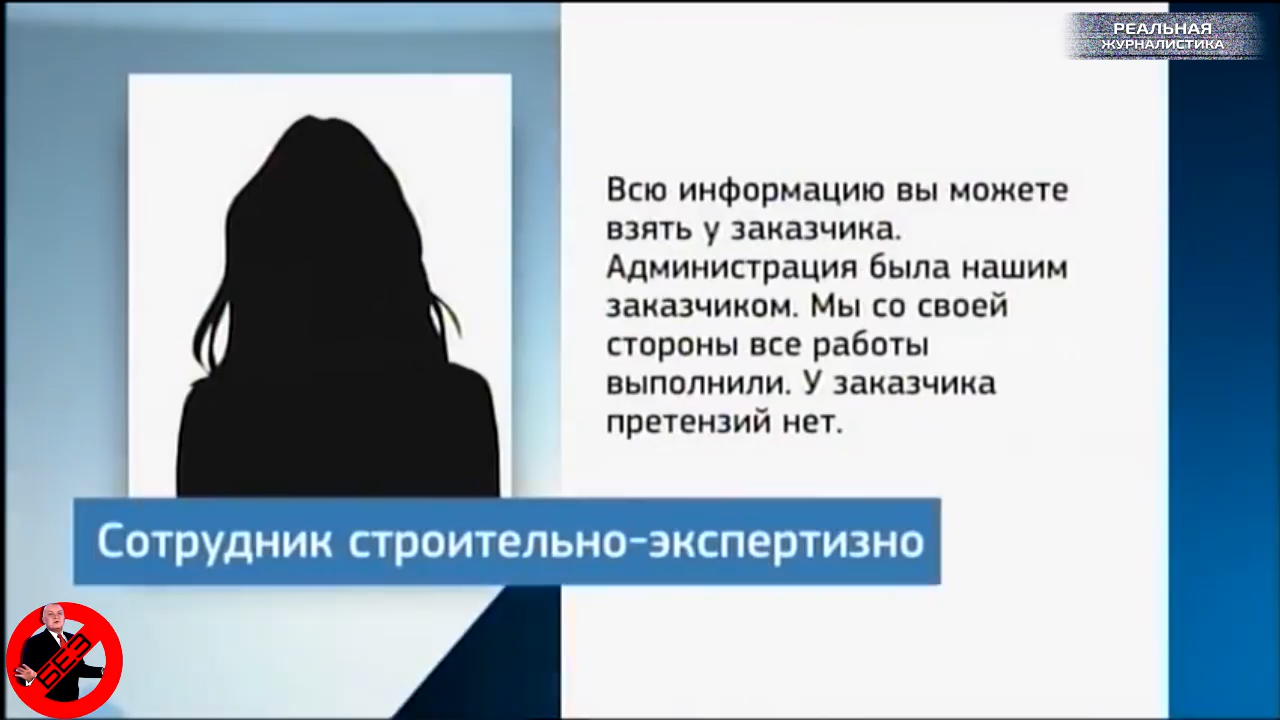 РЕАЛЬНАЯ
ЖУРНАЛИСТИКА
Всю информацию вы можете
взять у заказчика.
Администрация была нашим
заказчиком. Мы со своей
стороны все работы
выполнили. У заказчика
претензий нет.
Сотрудник строительно-экспертизно
БЕЗ